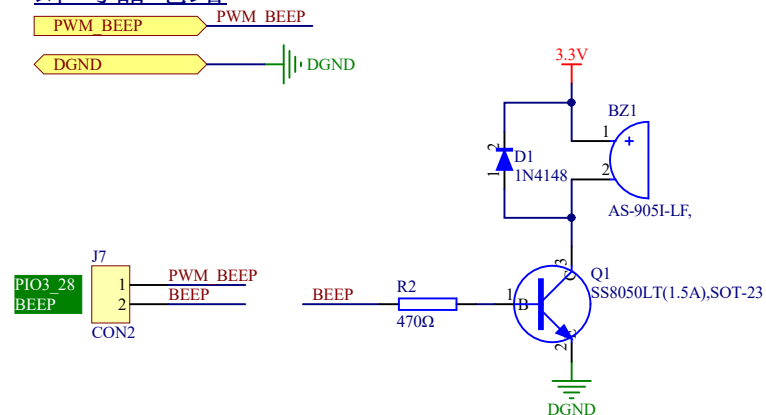 PWM_BEEP
PWM_BEEP
DGND
DGND
3.3V
BZ1
1
+
2
D1
1N4148
2
1
AS-905I-LF,
J7
PIO3_28
BEEP
1
PWM_BEEP
2
BEEP
CON2
BEEP
R2
470Ω
1
B
3
C
E
2
Q1
SS8050LT(1.5A),SOT-23
DGND